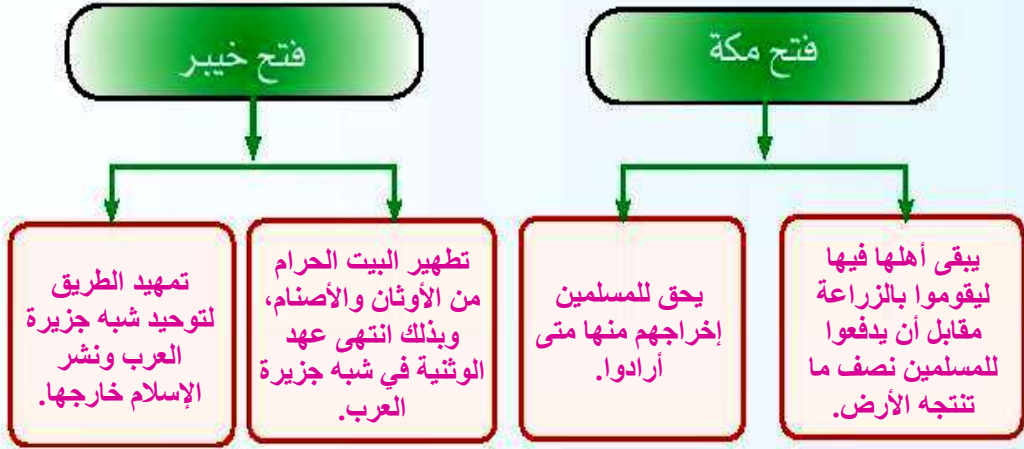 فتح مكة
فتح خيبر
يبقى أهلها فيها
ليقوموا بالزراعة
مقابل أن يدفعوا
للمسلمين نصف ما
تنتجه الأرض.
يحق للمسلمين
إخراجهم منها متى
أرادوا.
تطهير البيت الحرام
من الأوثان والأصنام،
وبذلك انتهى عهد
الوثنية في شبه جزيرة
العرب.
تمهيد الطريق
لتوحيد شبه جزيرة
العرب ونشر
الإسلام خارجها.